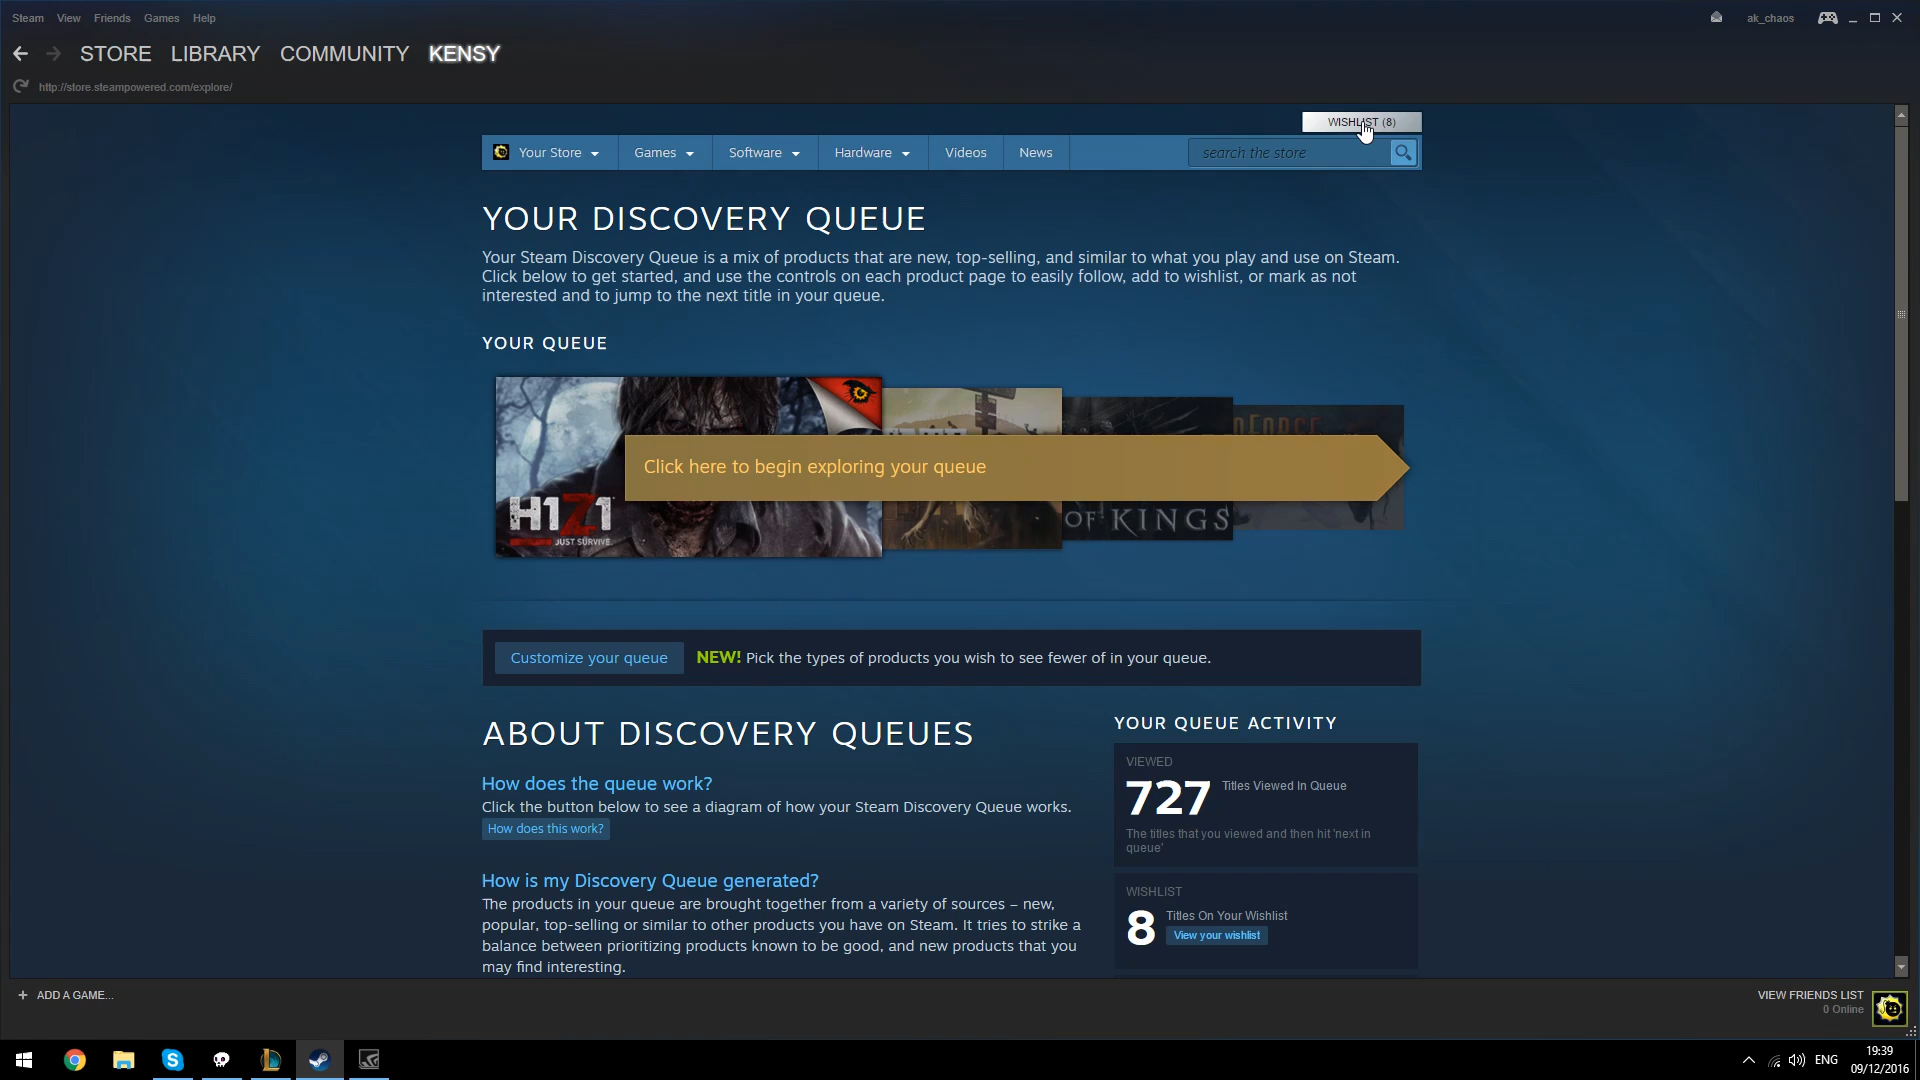 Steam View Friends Games Help
ak_chaos
STORE LIBRARY COMMUNITY KENSY
http://store.steampowered.com/explore/
WISHLIST (8)
Your Store Games Software Hardware Videos News
search the store
YOUR DISCOVERY QUEUE
Your Steam Discovery Queue is a mix of products that are new, top-selling, and similar to what you play and use on Steam.
Click below to get started, and use the controls on each product page to easily follow, add to wishlist, or mark as not
interested and to jump to the next title in your queue.
YOUR QUEUE
Click here to begin exploring your queue
H1Z1
JUST SURVIVE
OF KINGS
Customize your queue NEW! Pick the types of products you wish to see fewer of in your queue.
ABOUT DISCOVERY QUEUES
How does the queue work?
Click the button below to see a diagram of how your Steam Discovery Queue works.
How does this work?
How is my Discovery Queue generated?
The products in your queue are brought together from a variety of sources – new,
popular, top-selling or similar to other products you have on Steam. It tries to strike a
balance between prioritizing products known to be good, and new products that you
may find interesting.
YOUR QUEUE ACTIVITY
VIEWED
727 Titles Viewed In Queue
The titles that you viewed and then hit 'next in
queue'
WISHLIST
8 Titles On Your Wishlist
View your wishlist
+ ADD A GAME...
VIEW FRIENDS LIST
0 Online
ENG
19:39
09/12/2016